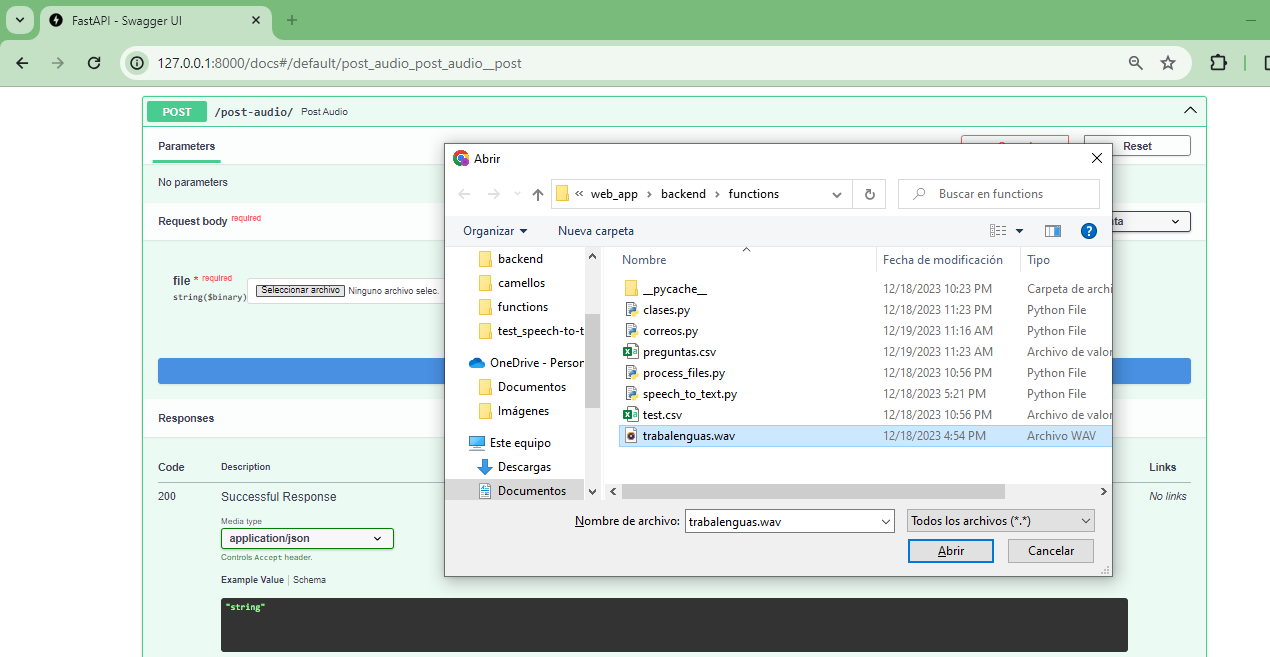 FastAPI - Swagger UI
127.0.0.1:8000/docs#/default/post_audio_post_audio__post
POST /post-audio/ Post Audio
Parameters
Reset
No parameters
Request body required
file * required
string($binary)
Seleccionar archivo Ninguno archivo selec.
Responses
Code Description Links
200 Successful Response No links
Media type
application/json
Controls Accept header.
Example Value Schema
"string"
Abrir
« web_app › backend › functions
Buscar en functions
Organizar Nueva carpeta
backend
camellos
functions
test_speech-to-t
OneDrive - Person
Documentos
Imágenes
Este equipo
Descargas
Documentos
Nombre Fecha de modificación Tipo
__pycache__ 12/18/2023 10:23 PM Carpeta de archi
clases.py 12/18/2023 11:23 PM Python File
correos.py 12/19/2023 11:16 AM Python File
preguntas.csv 12/19/2023 11:23 AM Archivo de valor
process_files.py 12/18/2023 10:56 PM Python File
speech_to_text.py 12/18/2023 5:21 PM Python File
test.csv 12/18/2023 10:56 PM Archivo de valor
trabalenguas.wav 12/18/2023 4:54 PM Archivo WAV
Nombre de archivo: trabalenguas.wav Todos los archivos (*.*)
Abrir Cancelar